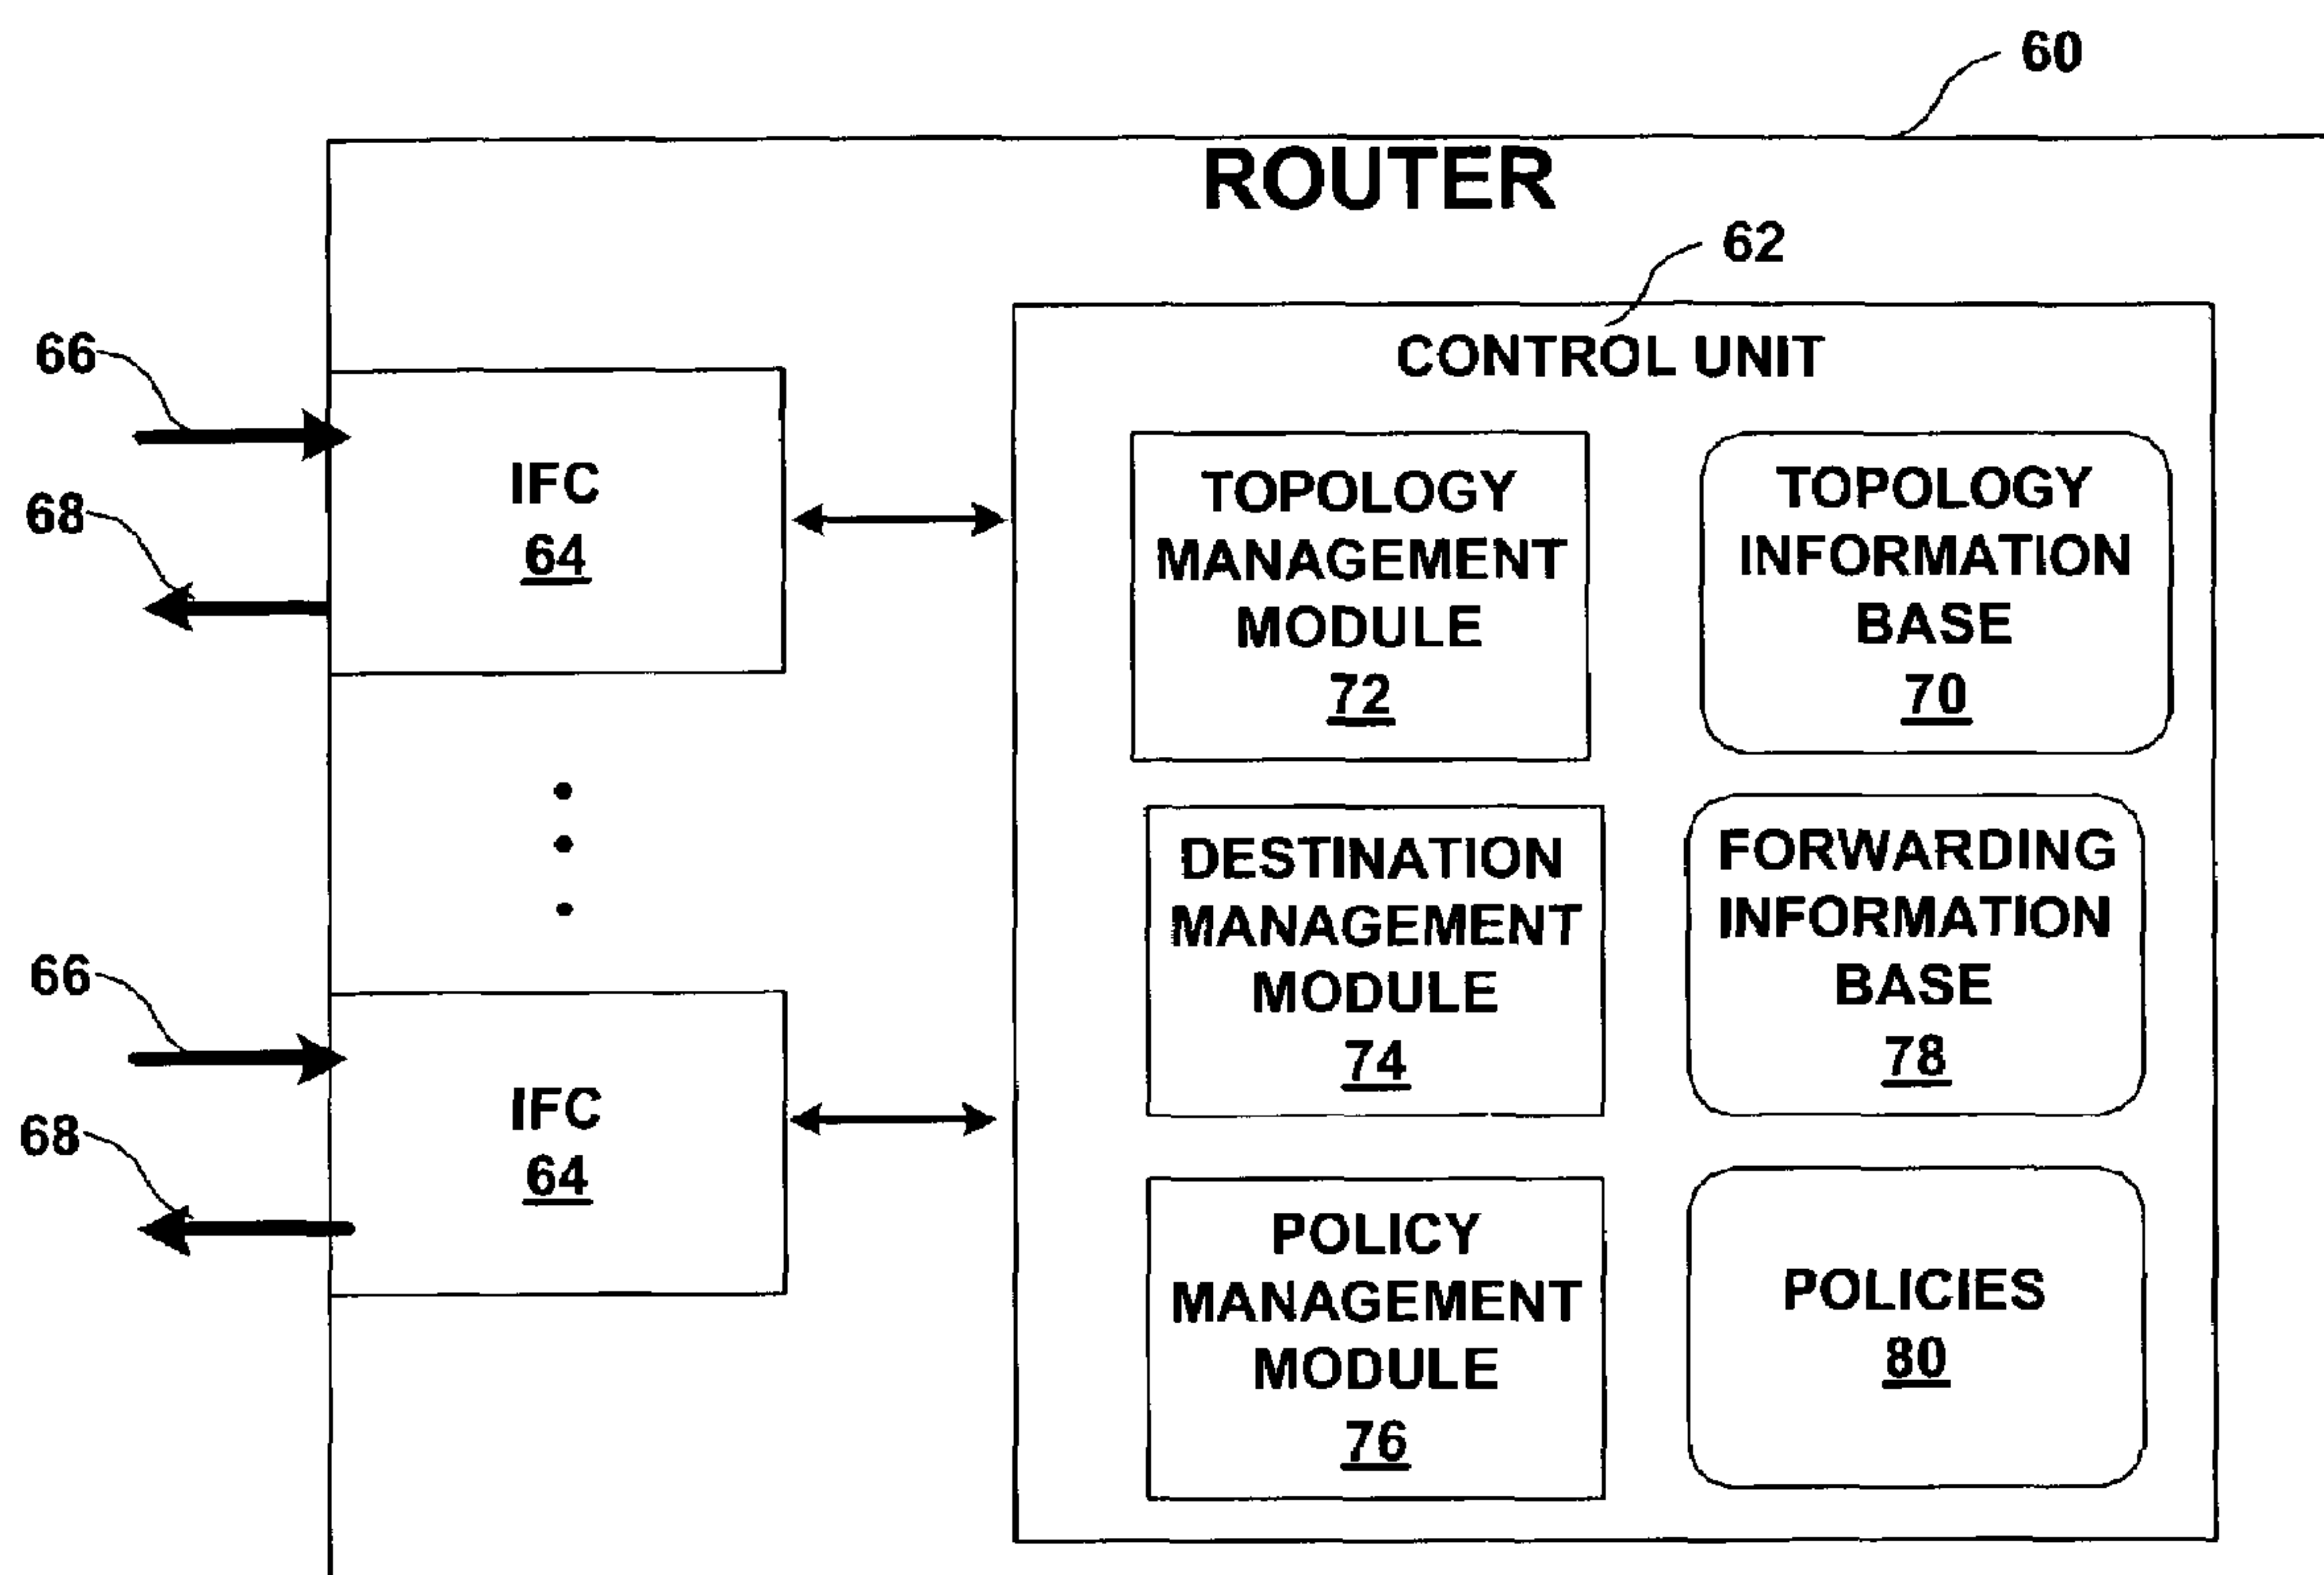 60
ROUTER
62
CONTROL UNIT
66
68
IFC
64
TOPOLOGY
MANAGEMENT
MODULE
72
TOPOLOGY
INFORMATION
BASE
70
DESTINATION
MANAGEMENT
MODULE
74
FORWARDING
INFORMATION
BASE
78
66
68
IFC
64
POLICY
MANAGEMENT
MODULE
76
POLICIES
80